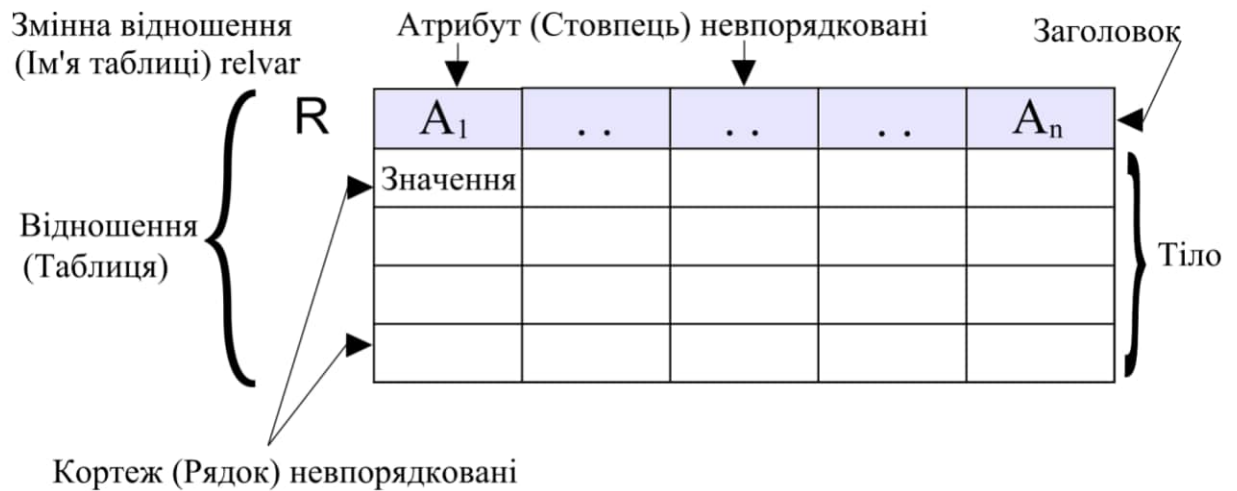 Змінна відношення
(Ім'я таблиці) relvar
Атрибут (Стовпець) невпорядковані
Заголовок
R
A1
. .
. .
. .
An
Значення
Відношення
(Таблиця)
Тіло
Кортеж (Рядок) невпорядковані